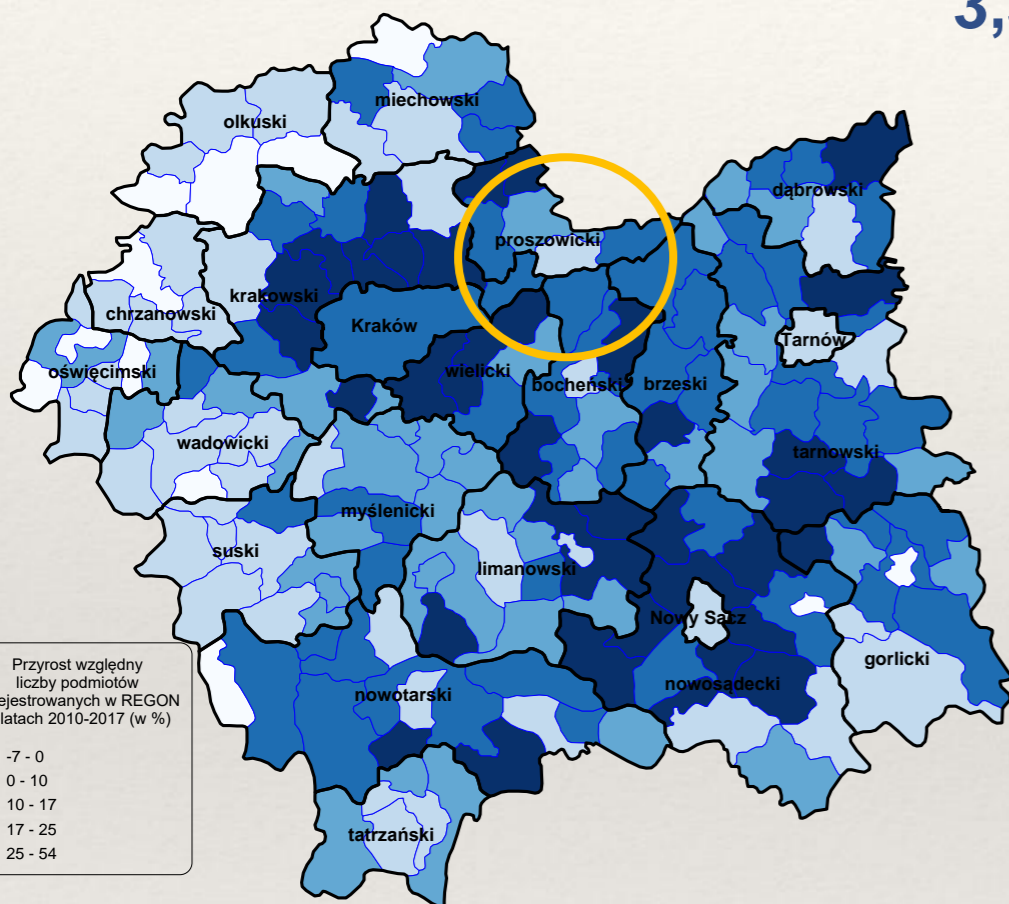 3,
miechowski
olkuski
dąbrowski
proszowicki
krakowski
chrzanowski
Kraków
Tarnów
oświęcimski
wielicki
bocheński
brzeski
wadowicki
tarnowski
myślenicki
suski
limanowski
Nowy Sącz
gorlicki
nowosądecki
nowotarski
tatrzański
Przyrost względny
liczby podmiotów
ejestrowanych w REGON
latach 2010-2017 (w %)
-7 - 0
0 - 10
10 - 17
17 - 25
25 - 54